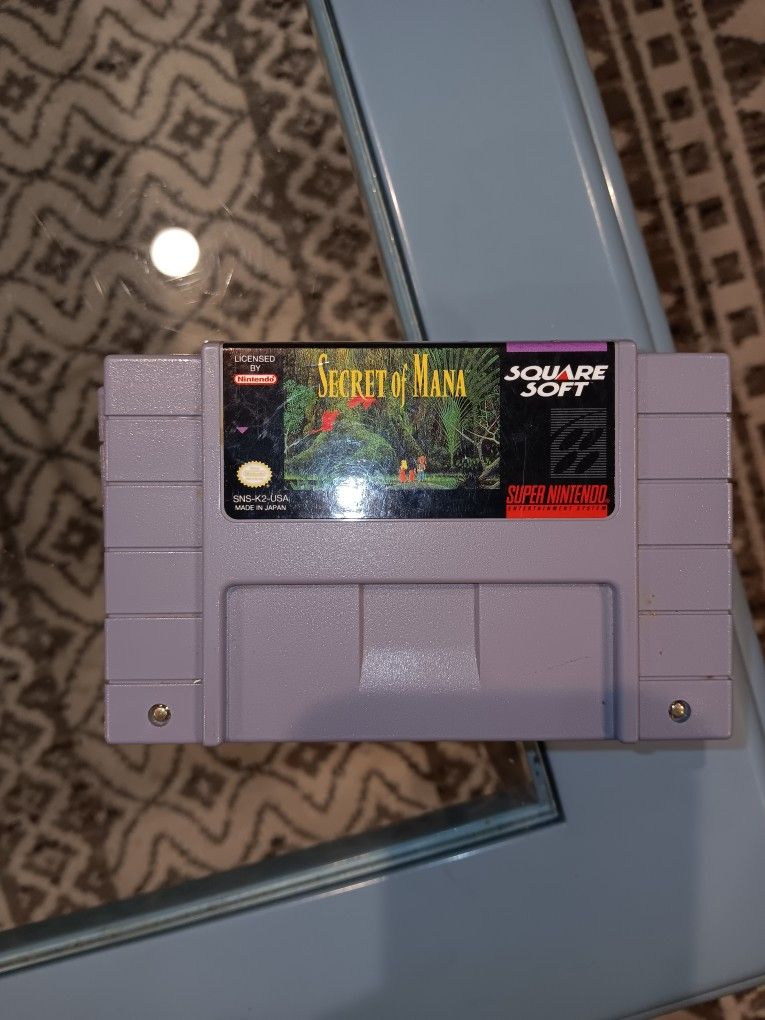 LICENSED
BY
Nintendo
SECRET of MANA
SQUARE
SOFT
SNS-K2-USA
MADE IN JAPAN
SUPER NINTENDO
ENTERTAINMENT SYSTEM